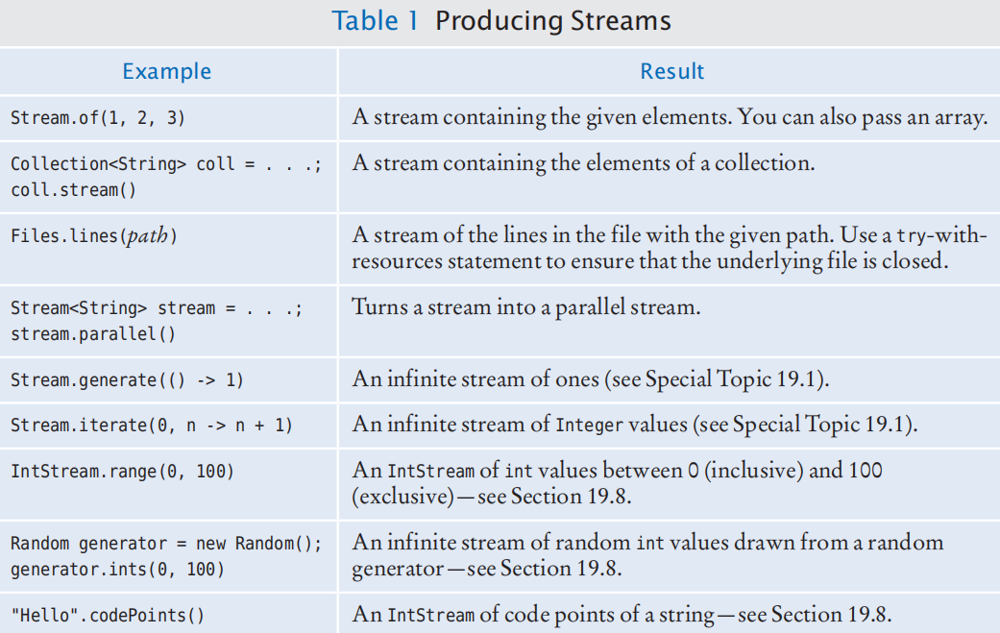 Table 1 Producing Streams
Example
Result
Stream.of(1, 2, 3)
A stream containing the given elements. You can also pass an array.
Collection<String> coll = . . .;
coll.stream()
A stream containing the elements of a collection.
Files.lines(path)
A stream of the lines in the file with the given path. Use a try-with-
resources statement to ensure that the underlying file is closed.
Stream<String> stream = . . .;
stream.parallel()
Turns a stream into a parallel stream.
Stream.generate(() -> 1)
An infinite stream of ones (see Special Topic 19.1).
Stream.iterate(0, n -> n + 1)
An infinite stream of Integer values (see Special Topic 19.1).
IntStream.range(0, 100)
An IntStream of int values between 0 (inclusive) and 100
(exclusive)—see Section 19.8.
Random generator = new Random();
generator.ints(0, 100)
An infinite stream of random int values drawn from a random
generator—see Section 19.8.
"Hello".codePoints()
An IntStream of code points of a string—see Section 19.8.